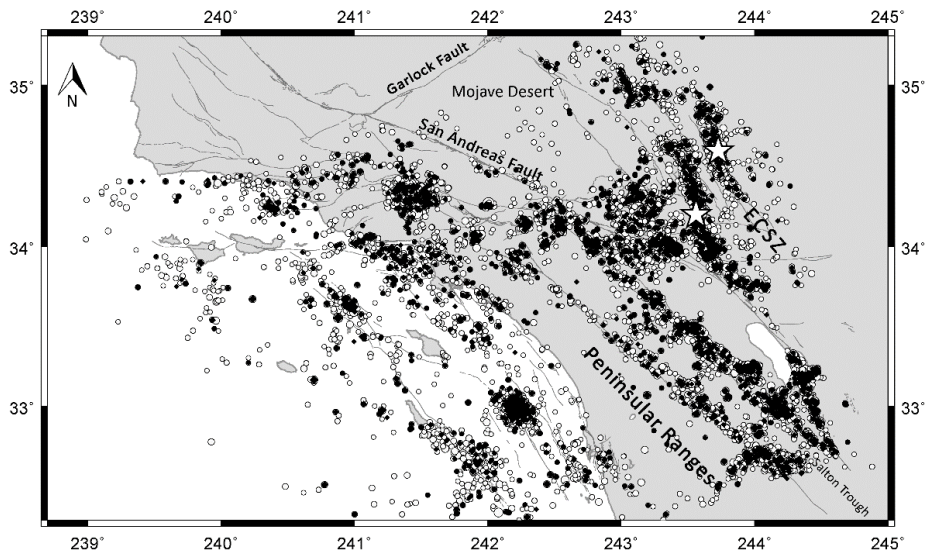 239° 240° 241° 242° 243° 244° 245°
Garlock Fault
35° 35°
Mojave Desert
N
San Andreas Fault
ECSZ
34° 34°
Peninsular Ranges
33° 33°
Salton Trough
239° 240° 241° 242° 243° 244° 245°